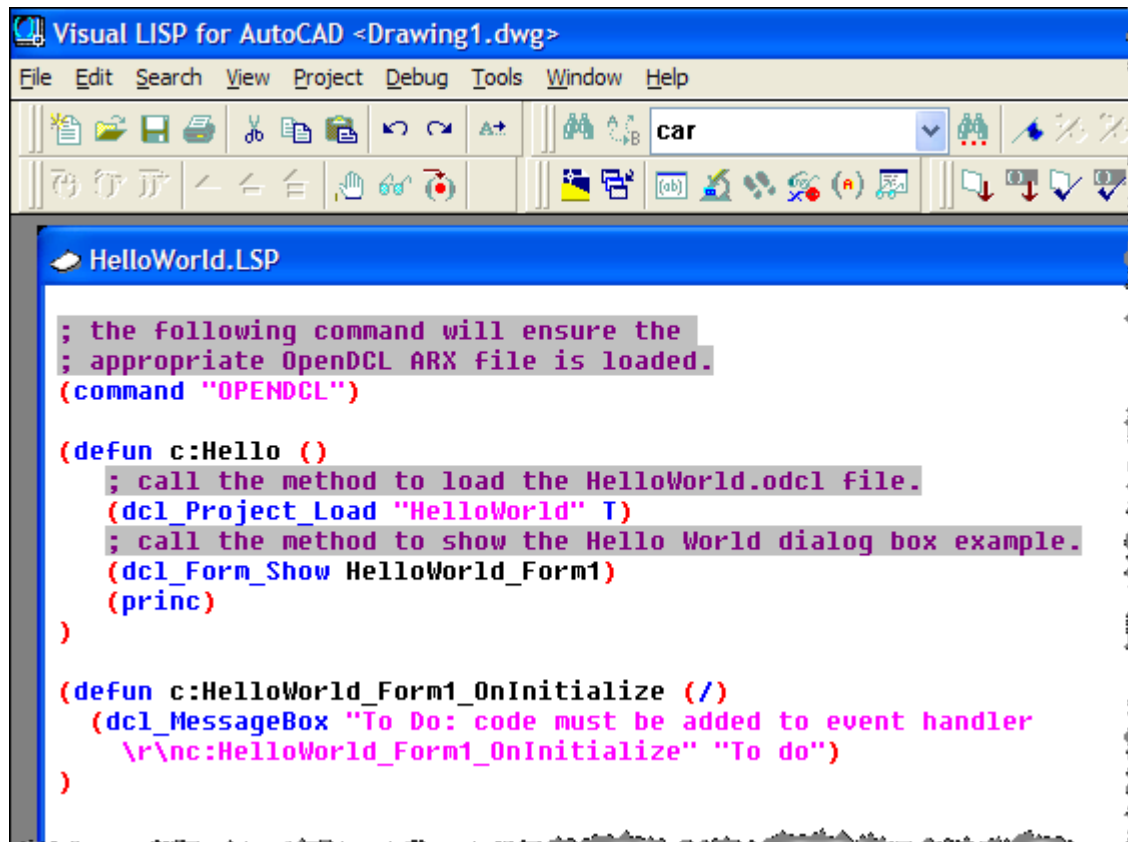 Visual LISP for AutoCAD <Drawing1.dwg>
File Edit Search View Project Debug Tools Window Help
car
HelloWorld.LSP
; the following command will ensure the
; appropriate OpenDCL ARX file is loaded.
(command "OPENDCL")
(defun c:Hello ()
; call the method to load the HelloWorld.odcl file.
(dcl_Project_Load "HelloWorld" T)
; call the method to show the Hello World dialog box example.
(dcl_Form_Show HelloWorld_Form1)
(princ)
)
(defun c:HelloWorld_Form1_OnInitialize (/)
(dcl_MessageBox "To Do: code must be added to event handler
\r\nc:HelloWorld_Form1_OnInitialize" "To do")
)